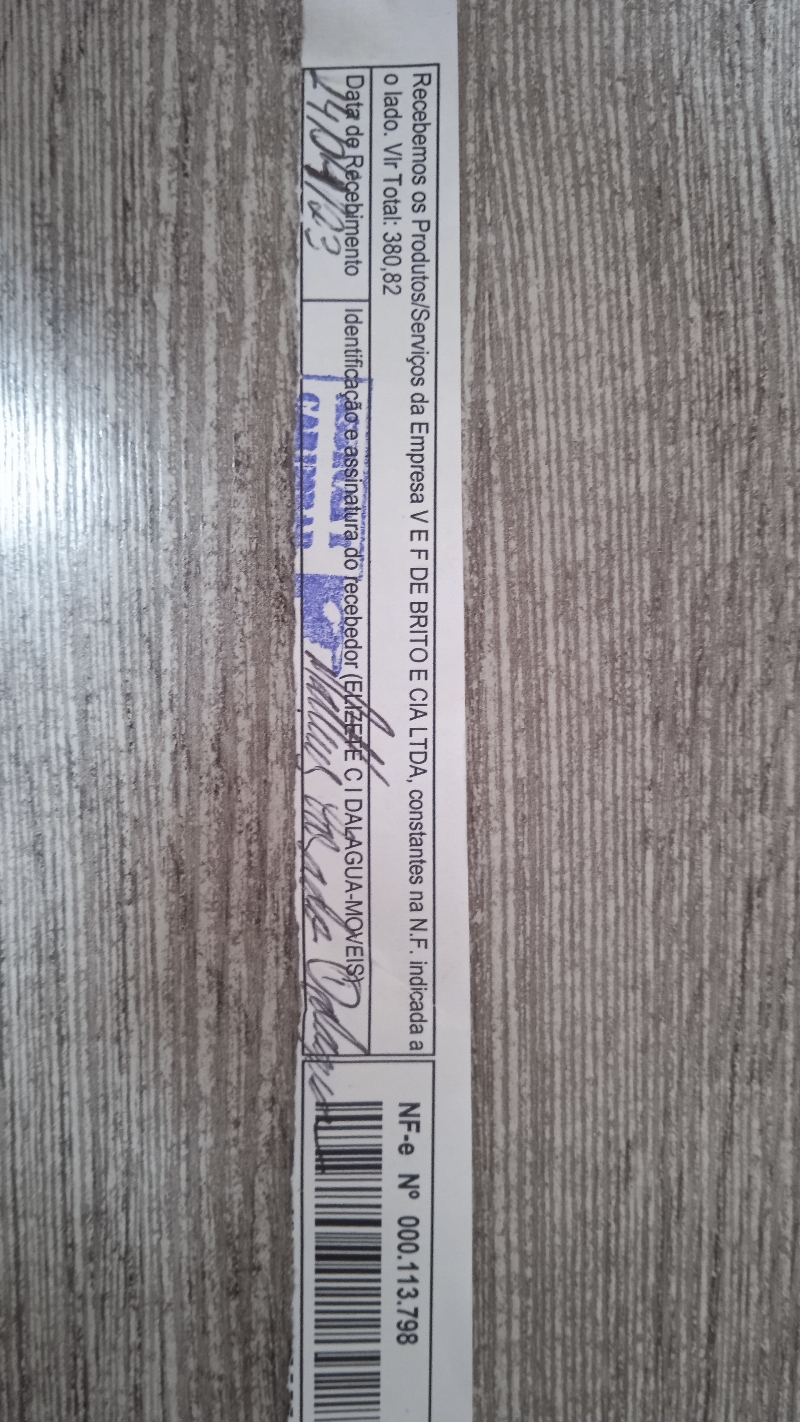 Recebemos os Produtos/Serviços da Empresa V E F DE BRITO E CIA LTDA, constantes na N.F. indicada a
o lado. Vlr Total: 380,82
Data de Recebimento
24/04/23
Identificação e assinatura do recebedor (ELIZETE C I DALAGUA-MOVEIS)
CARIMBAR
NF-e Nº 000.113.798